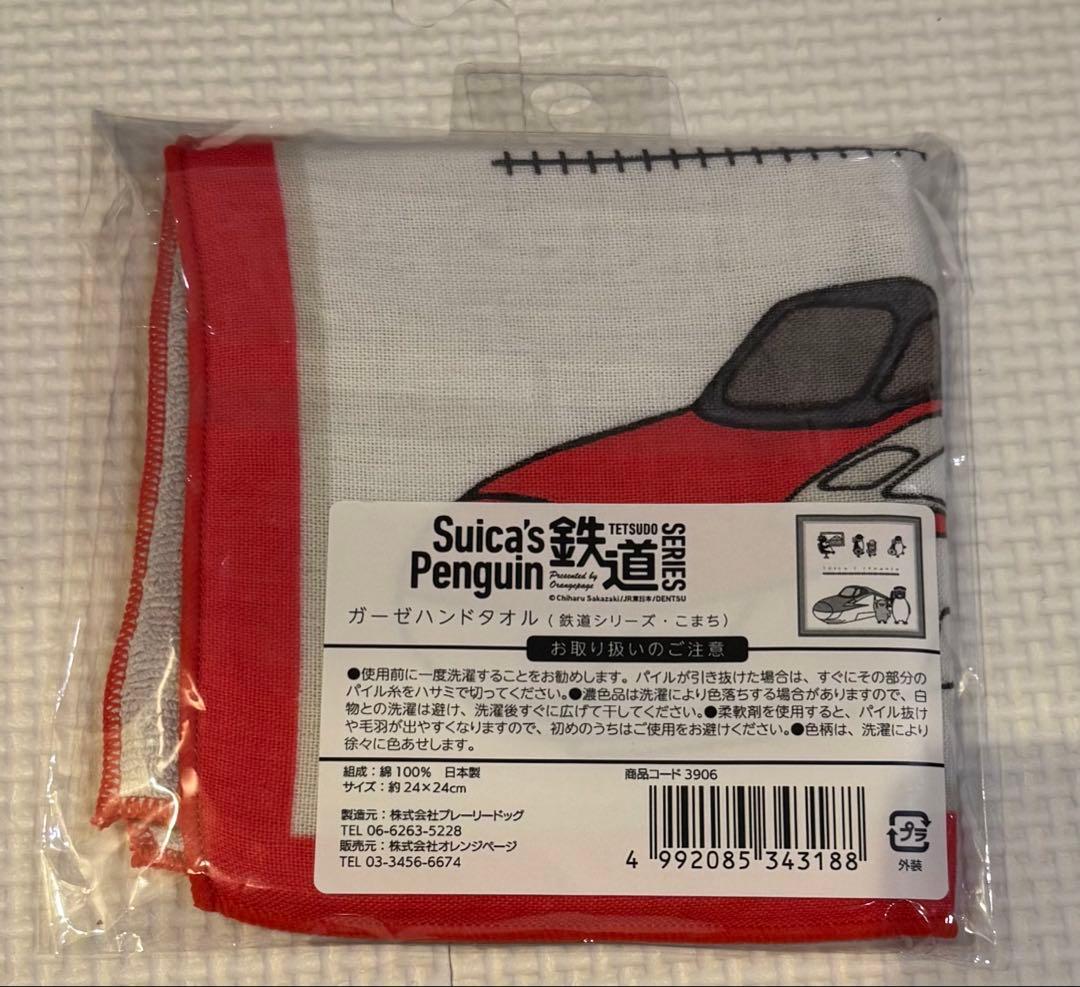 Suica's
Penguin
鉄道
TETSUDO
SERIES
Presented by
Orangepage
©Chiharu Sakazaki/JR東日本/DENTSU
ガーゼハンドタオル（鉄道シリーズ・こまち）
お取り扱いのご注意
●使用前に一度洗濯することをお勧めします。パイルが引き抜けた場合は、すぐにその部分の
パイル糸をハサミで切ってください。●濃色品は洗濯により色落ちする場合がありますので、白
物との洗濯は避け、洗濯後すぐに広げて干してください。●柔軟剤を使用すると、パイル抜け
や毛羽が出やすくなりますので、初めのうちはご使用をお避けください。●色柄は、洗濯により
徐々に色あせします。
組成：綿100%　日本製
サイズ：約24×24cm
商品コード 3906
製造元：株式会社プレーリードッグ
TEL 06-6263-5228
販売元：株式会社オレンジページ
TEL 03-3456-6674
4 992085 343188
プラ
外装